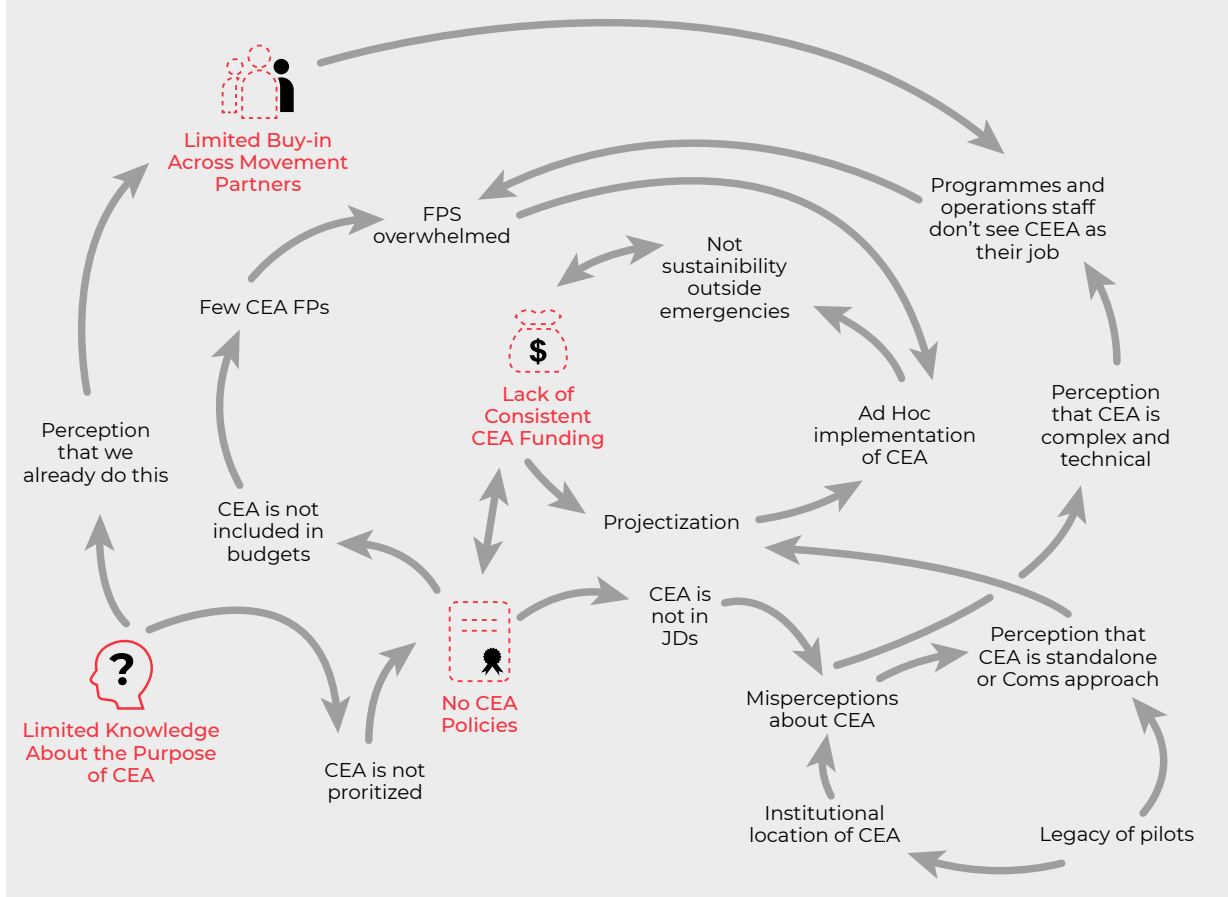 Limited Buy-in
Across Movement
Partners
Programmes and
operations staff
don't see CEEA as
their job
FPS
overwhelmed
Not
sustainibility
outside
emergencies
Few CEA FPs
$
Lack of
Consistent
CEA Funding
Perception
that CEA is
complex and
technical
Ad Hoc
implementation
of CEA
Perception
that we
already do this
CEA is not
included in
budgets
Projectization
CEA is
not in
JDs
Perception that
CEA is standalone
or Coms approach
?
Limited Knowledge
About the Purpose
of CEA
No CEA
Policies
Misperceptions
about CEA
CEA is not
prioritized
Institutional
location of CEA
Legacy of pilots